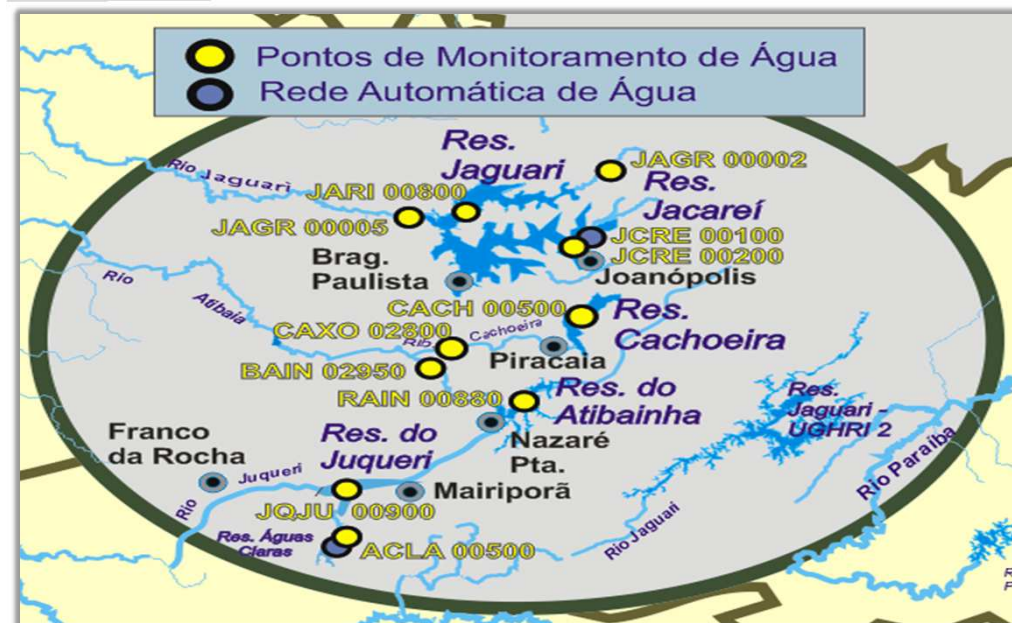 Pontos de Monitoramento de Água
Rede Automática de Água
Res.
Jaguari
JAGR 00002
Rio Jaguari
JARI 00800
Res.
Jacareí
JAGR 00005
JCRE 00100
JCRE 00200
Brag.
Paulista
Joanópolis
Rio
Atibaia
CACH 00500
Res.
Cachoeira
CAXO 02800
Rib
Cachoeira
Piracaia
BAIN 02950
RAIN 00880
Res. do
Atibainha
Res.
Jaguari -
UGHRI 2
Franco
da Rocha
Res. do
Juqueri
Nazaré
Pta.
Rio Paraíba
Rio
Juqueri
Mairiporã
JQJU 00900
Rio Jaguari
Res. Águas
Claras
ACLA 00500